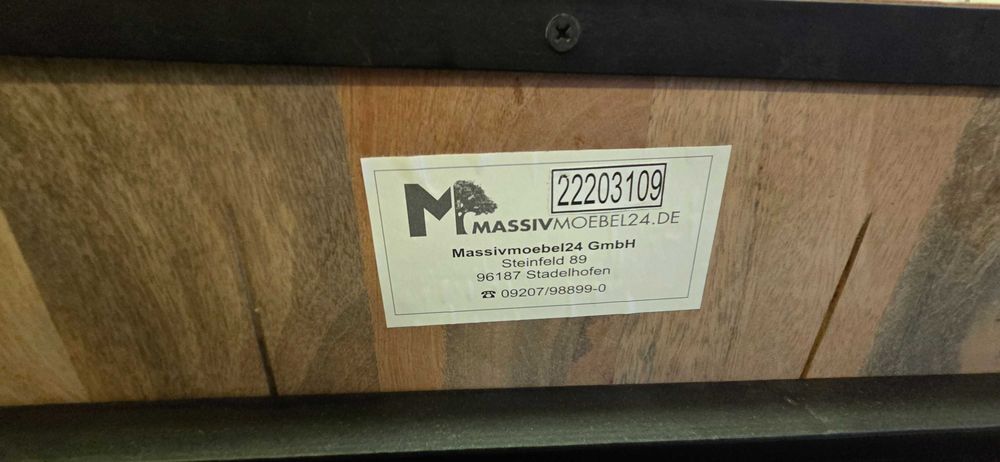 22203109
M MASSIVMOEBEL24.DE
Massivmoebel24 GmbH
Steinfeld 89
96187 Stadelhofen
☎ 09207/98899-0